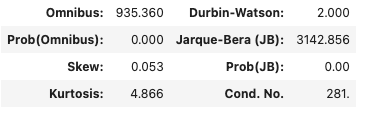 Omnibus: 935.360 Durbin-Watson: 2.000
Prob(Omnibus): 0.000 Jarque-Bera (JB): 3142.856
Skew: 0.053 Prob(JB): 0.00
Kurtosis: 4.866 Cond. No. 281.